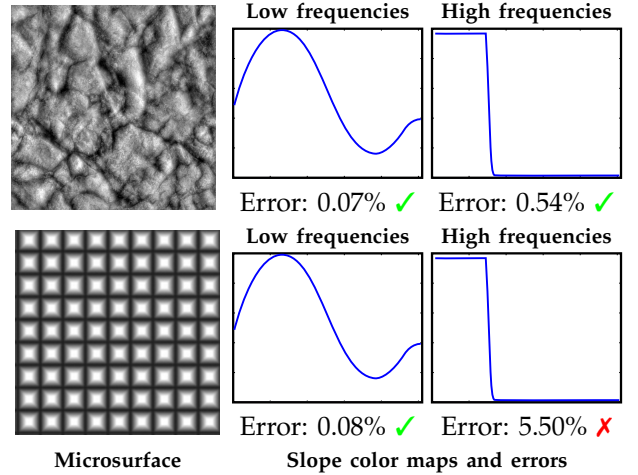 Low frequencies High frequencies
Error: 0.07% ✓ Error: 0.54% ✓
Low frequencies High frequencies
Error: 0.08% ✓ Error: 5.50% ✗
Microsurface Slope color maps and errors